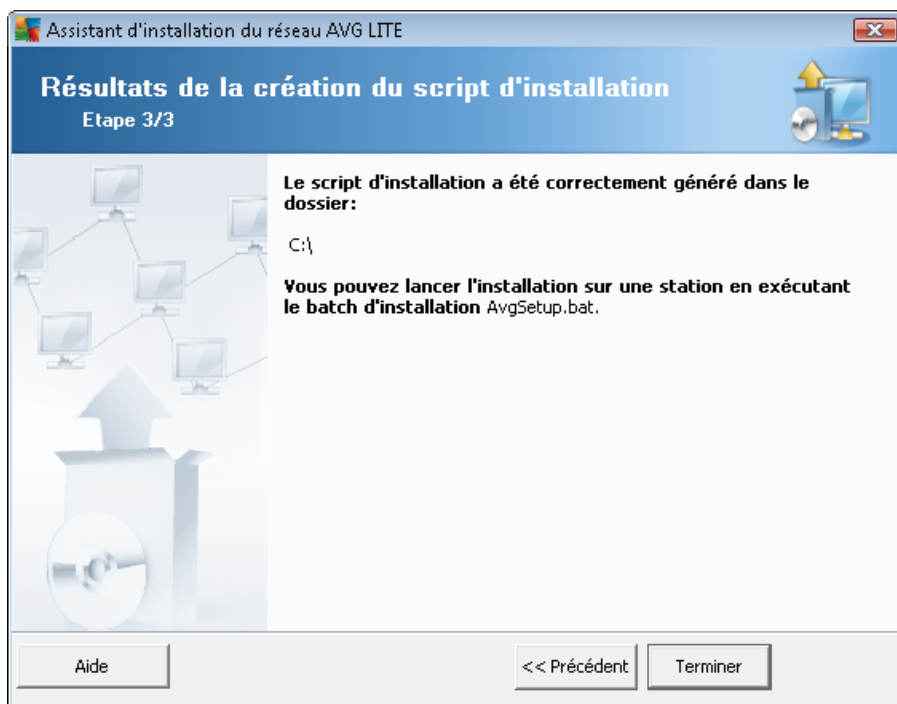 Assistant d'installation du réseau AVG LITE
Résultats de la création du script d'installation
Etape 3/3
Le script d'installation a été correctement généré dans le
dossier:
C:\
Vous pouvez lancer l'installation sur une station en exécutant
le batch d'installation AvgSetup.bat.
Aide
<< Précédent
Terminer